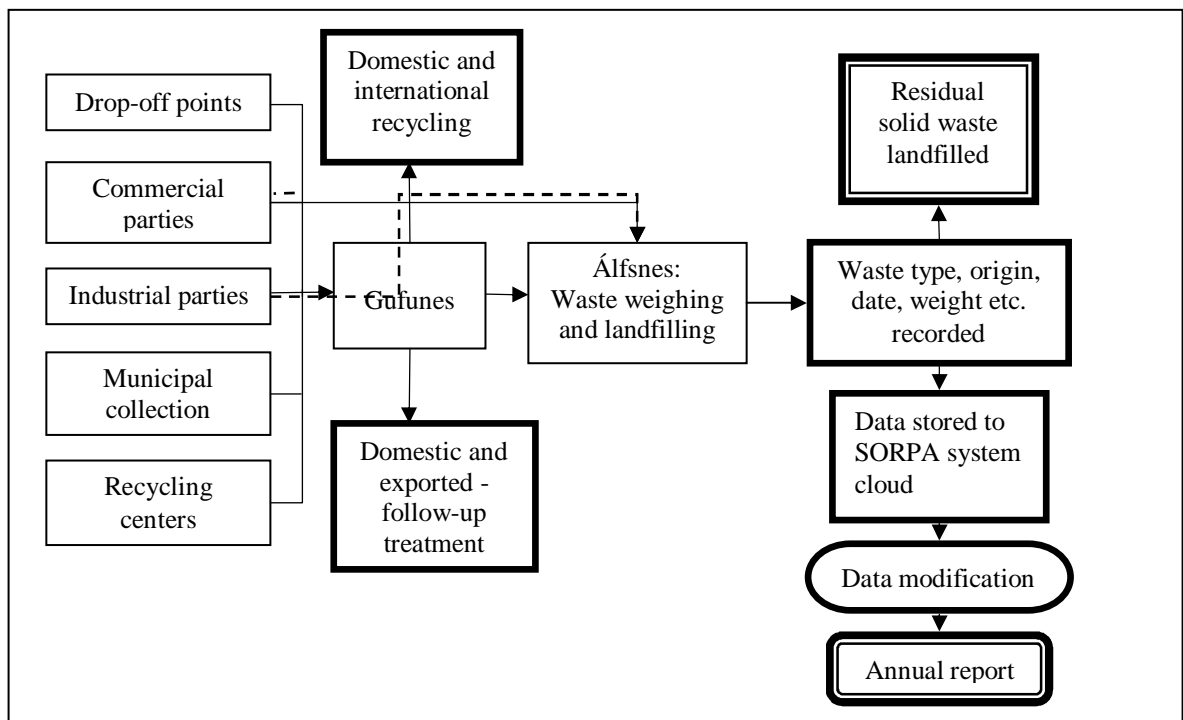 Drop-off points
Commercial
parties
Industrial parties
Municipal
collection
Recycling
centers
Domestic and
international
recycling
Gufunes
Domestic and
exported -
follow-up
treatment
Álfsnes:
Waste weighing
and landfilling
Residual
solid waste
landfilled
Waste type, origin,
date, weight etc.
recorded
Data stored to
SORPA system
cloud
Data modification
Annual report